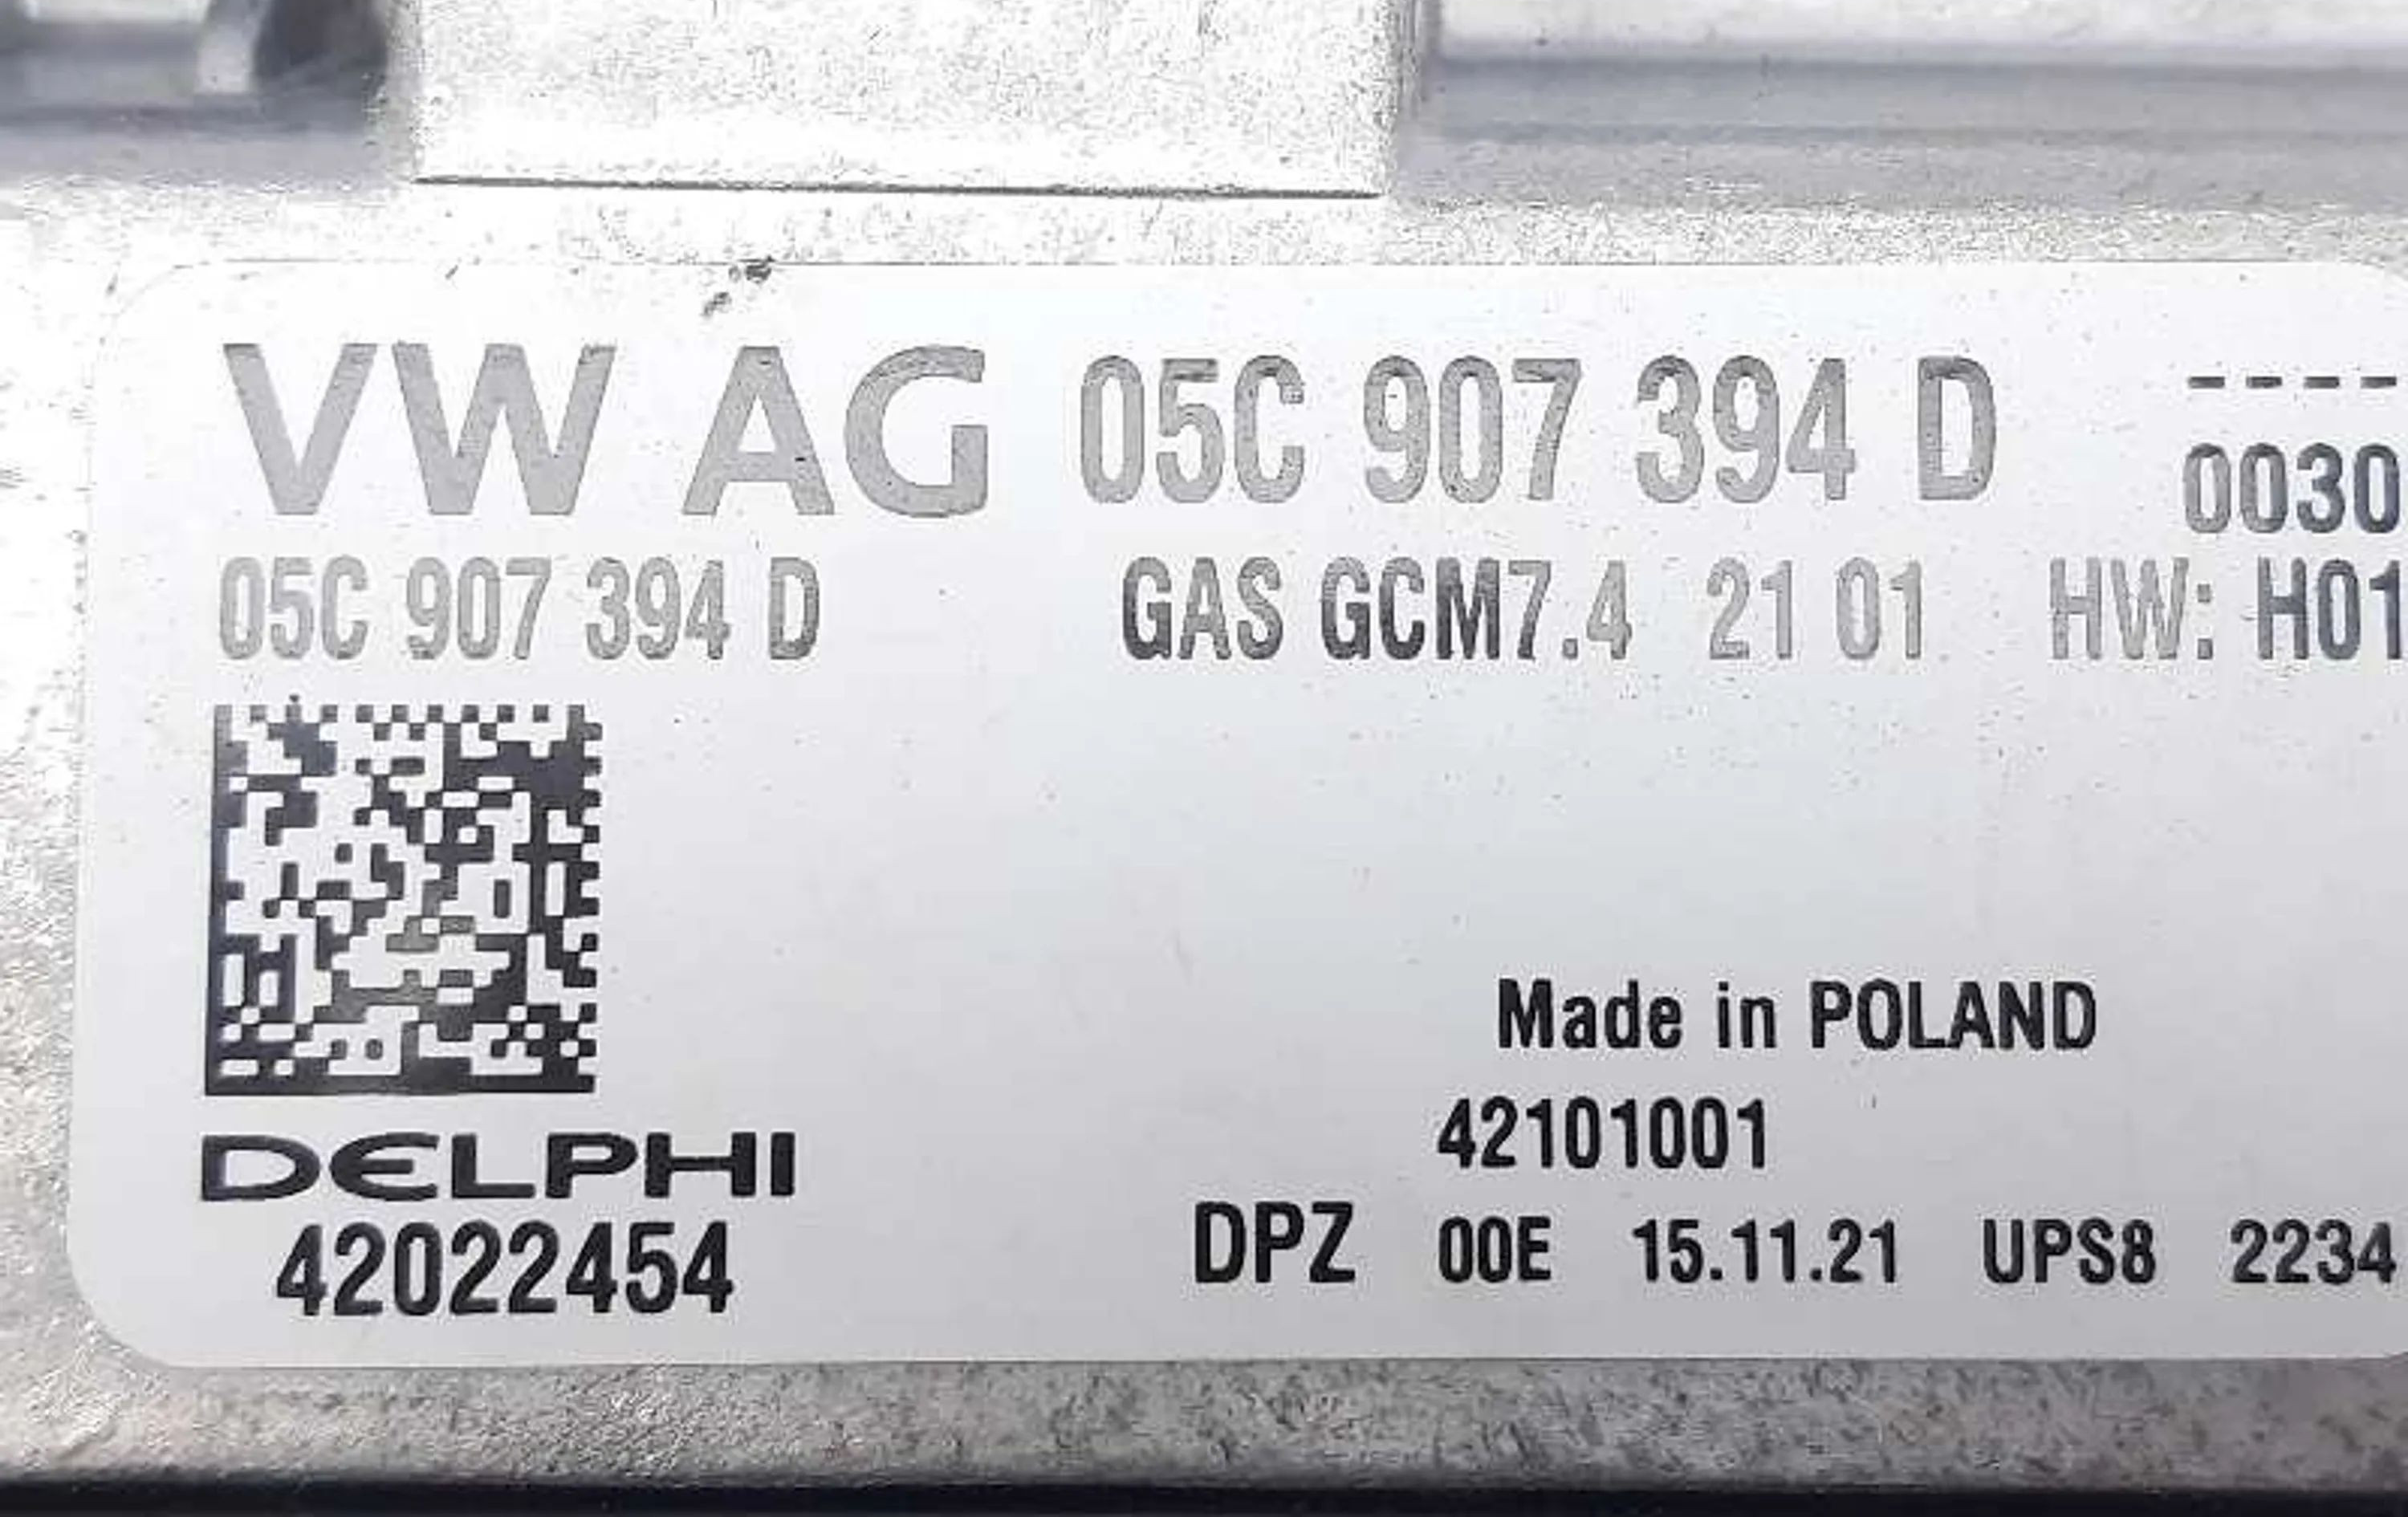 VW AG 05C 907 394 D ----
0030
05C 907 394 D GAS GCM7.4 21 01 HW: H01
Made in POLAND
42101001
DELPHI
42022454
DPZ 00E 15.11.21 UPS8 2234